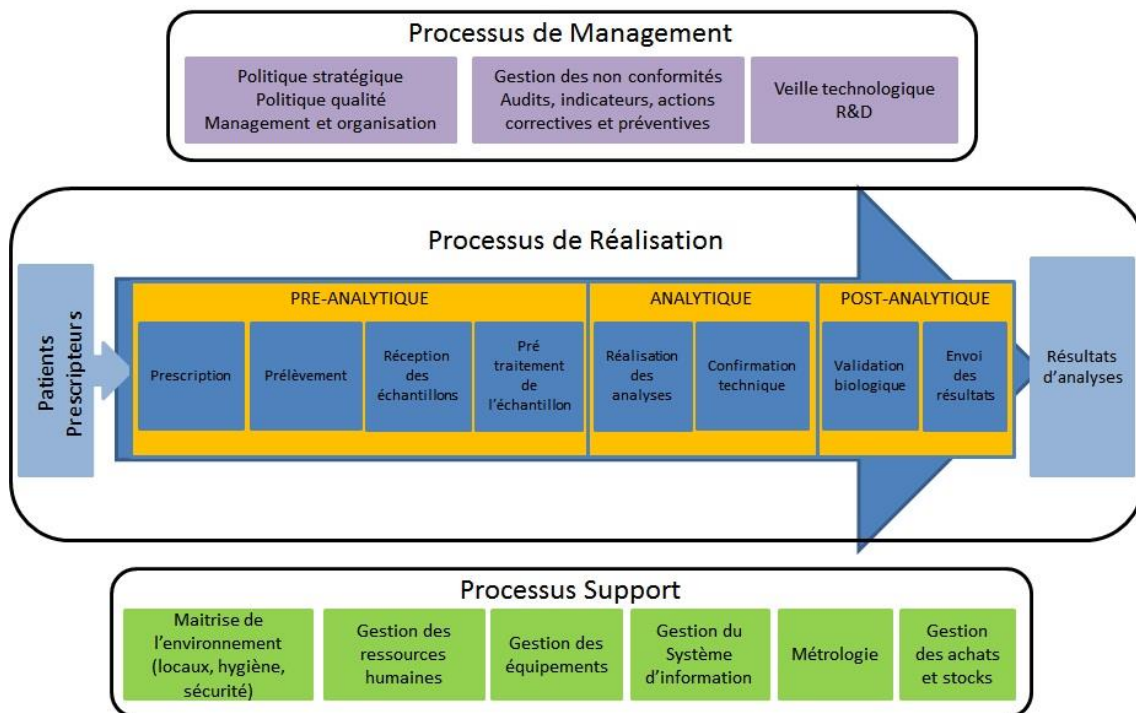 Processus de Management
Politique stratégique
Politique qualité
Management et organisation
Gestion des non conformités
Audits, indicateurs, actions
correctives et préventives
Veille technologique
R&D
Processus de Réalisation
Patients
Prescripteurs
PRE-ANALYTIQUE
Prescription
Prélèvement
Réception
des
échantillons
Pré
traitement
de
l'échantillon
ANALYTIQUE
Réalisation
des
analyses
Confirmation
technique
POST-ANALYTIQUE
Validation
biologique
Envoi
des
résultats
Résultats
d'analyses
Processus Support
Maitrise de
l'environnement
(locaux, hygiène,
sécurité)
Gestion des
ressources
humaines
Gestion des
équipements
Gestion du
Système
d'information
Métrologie
Gestion
des achats
et stocks